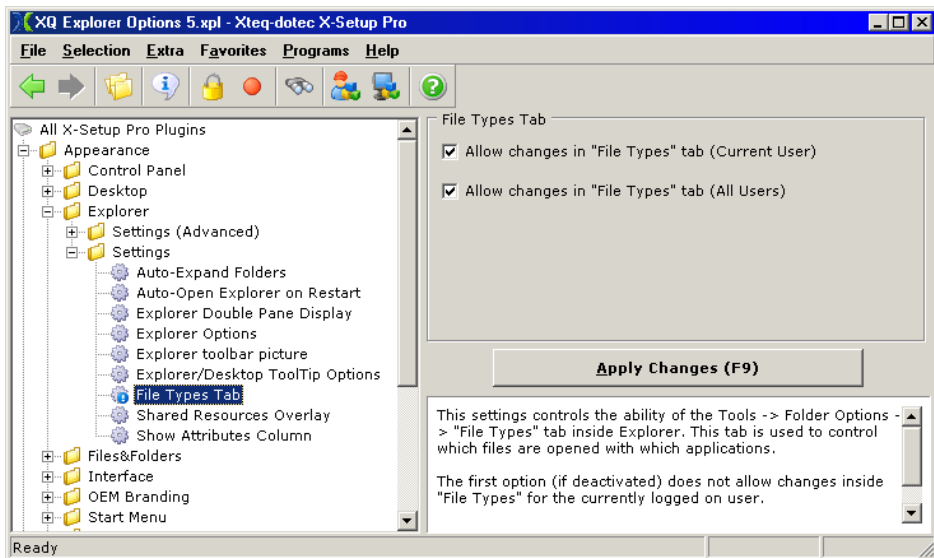 XQ Explorer Options 5.xpl - Xteq-dotec X-Setup Pro
File Selection Extra Favorites Programs Help
All X-Setup Pro Plugins
Appearance
Control Panel
Desktop
Explorer
Settings (Advanced)
Settings
Auto-Expand Folders
Auto-Open Explorer on Restart
Explorer Double Pane Display
Explorer Options
Explorer toolbar picture
Explorer/Desktop ToolTip Options
File Types Tab
Shared Resources Overlay
Show Attributes Column
Files&Folders
Interface
OEM Branding
Start Menu
File Types Tab
Allow changes in "File Types" tab (Current User)
Allow changes in "File Types" tab (All Users)
Apply Changes (F9)
This settings controls the ability of the Tools -> Folder Options -
> "File Types" tab inside Explorer. This tab is used to control
which files are opened with which applications.
The first option (if deactivated) does not allow changes inside
"File Types" for the currently logged on user.
Ready